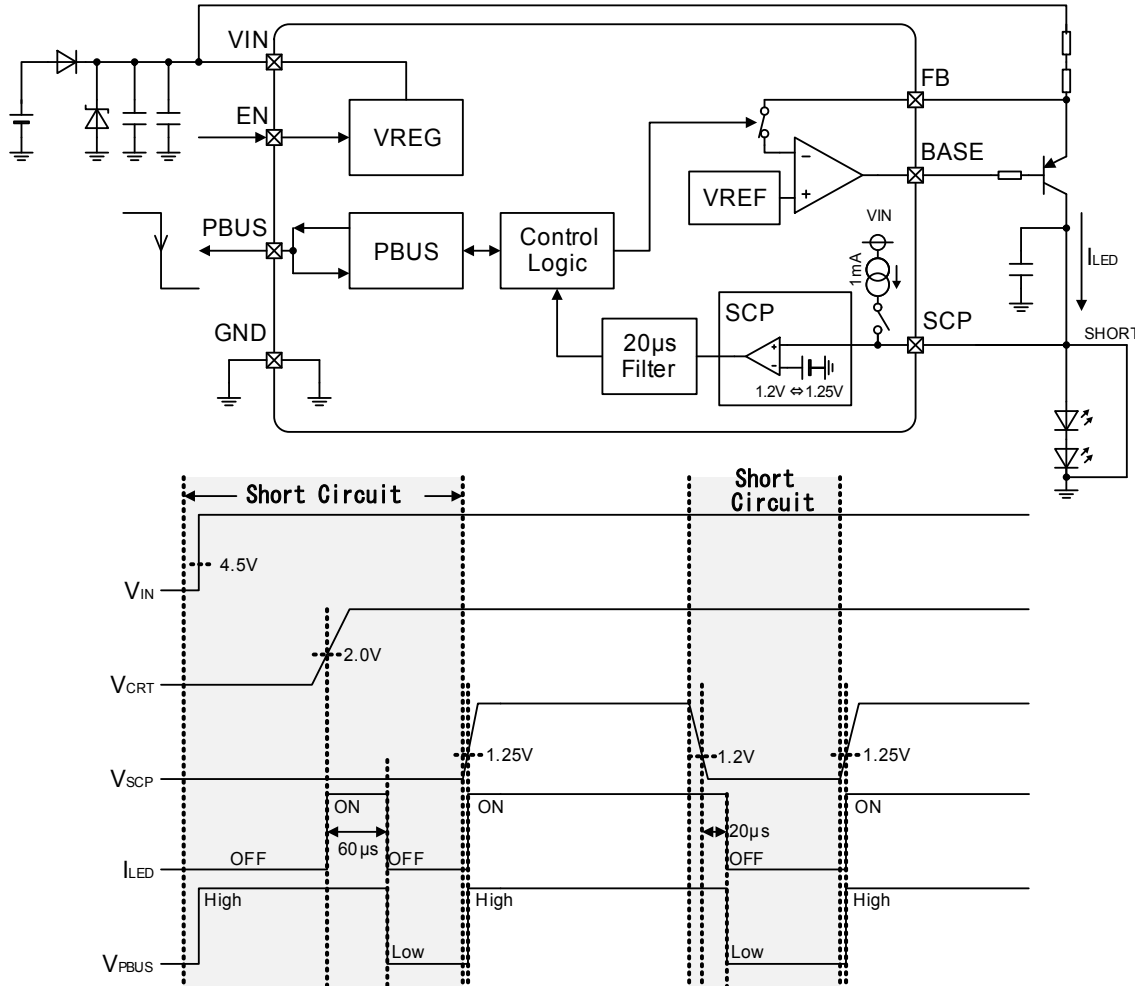 VIN
FB
EN
VREG
BASE
VREF
−
+
VIN
PBUS
PBUS
Control
Logic
1mA
ILED
GND
SCP
SCP
SHORT
20µs
Filter
+
-
1.2V ⇔ 1.25V
Short Circuit
Short
Circuit
4.5V
VIN
2.0V
VCRT
1.25V
1.2V
1.25V
VSCP
ON
ON
ON
60µs
20µs
OFF
OFF
OFF
ILED
High
High
High
Low
Low
VPBUS